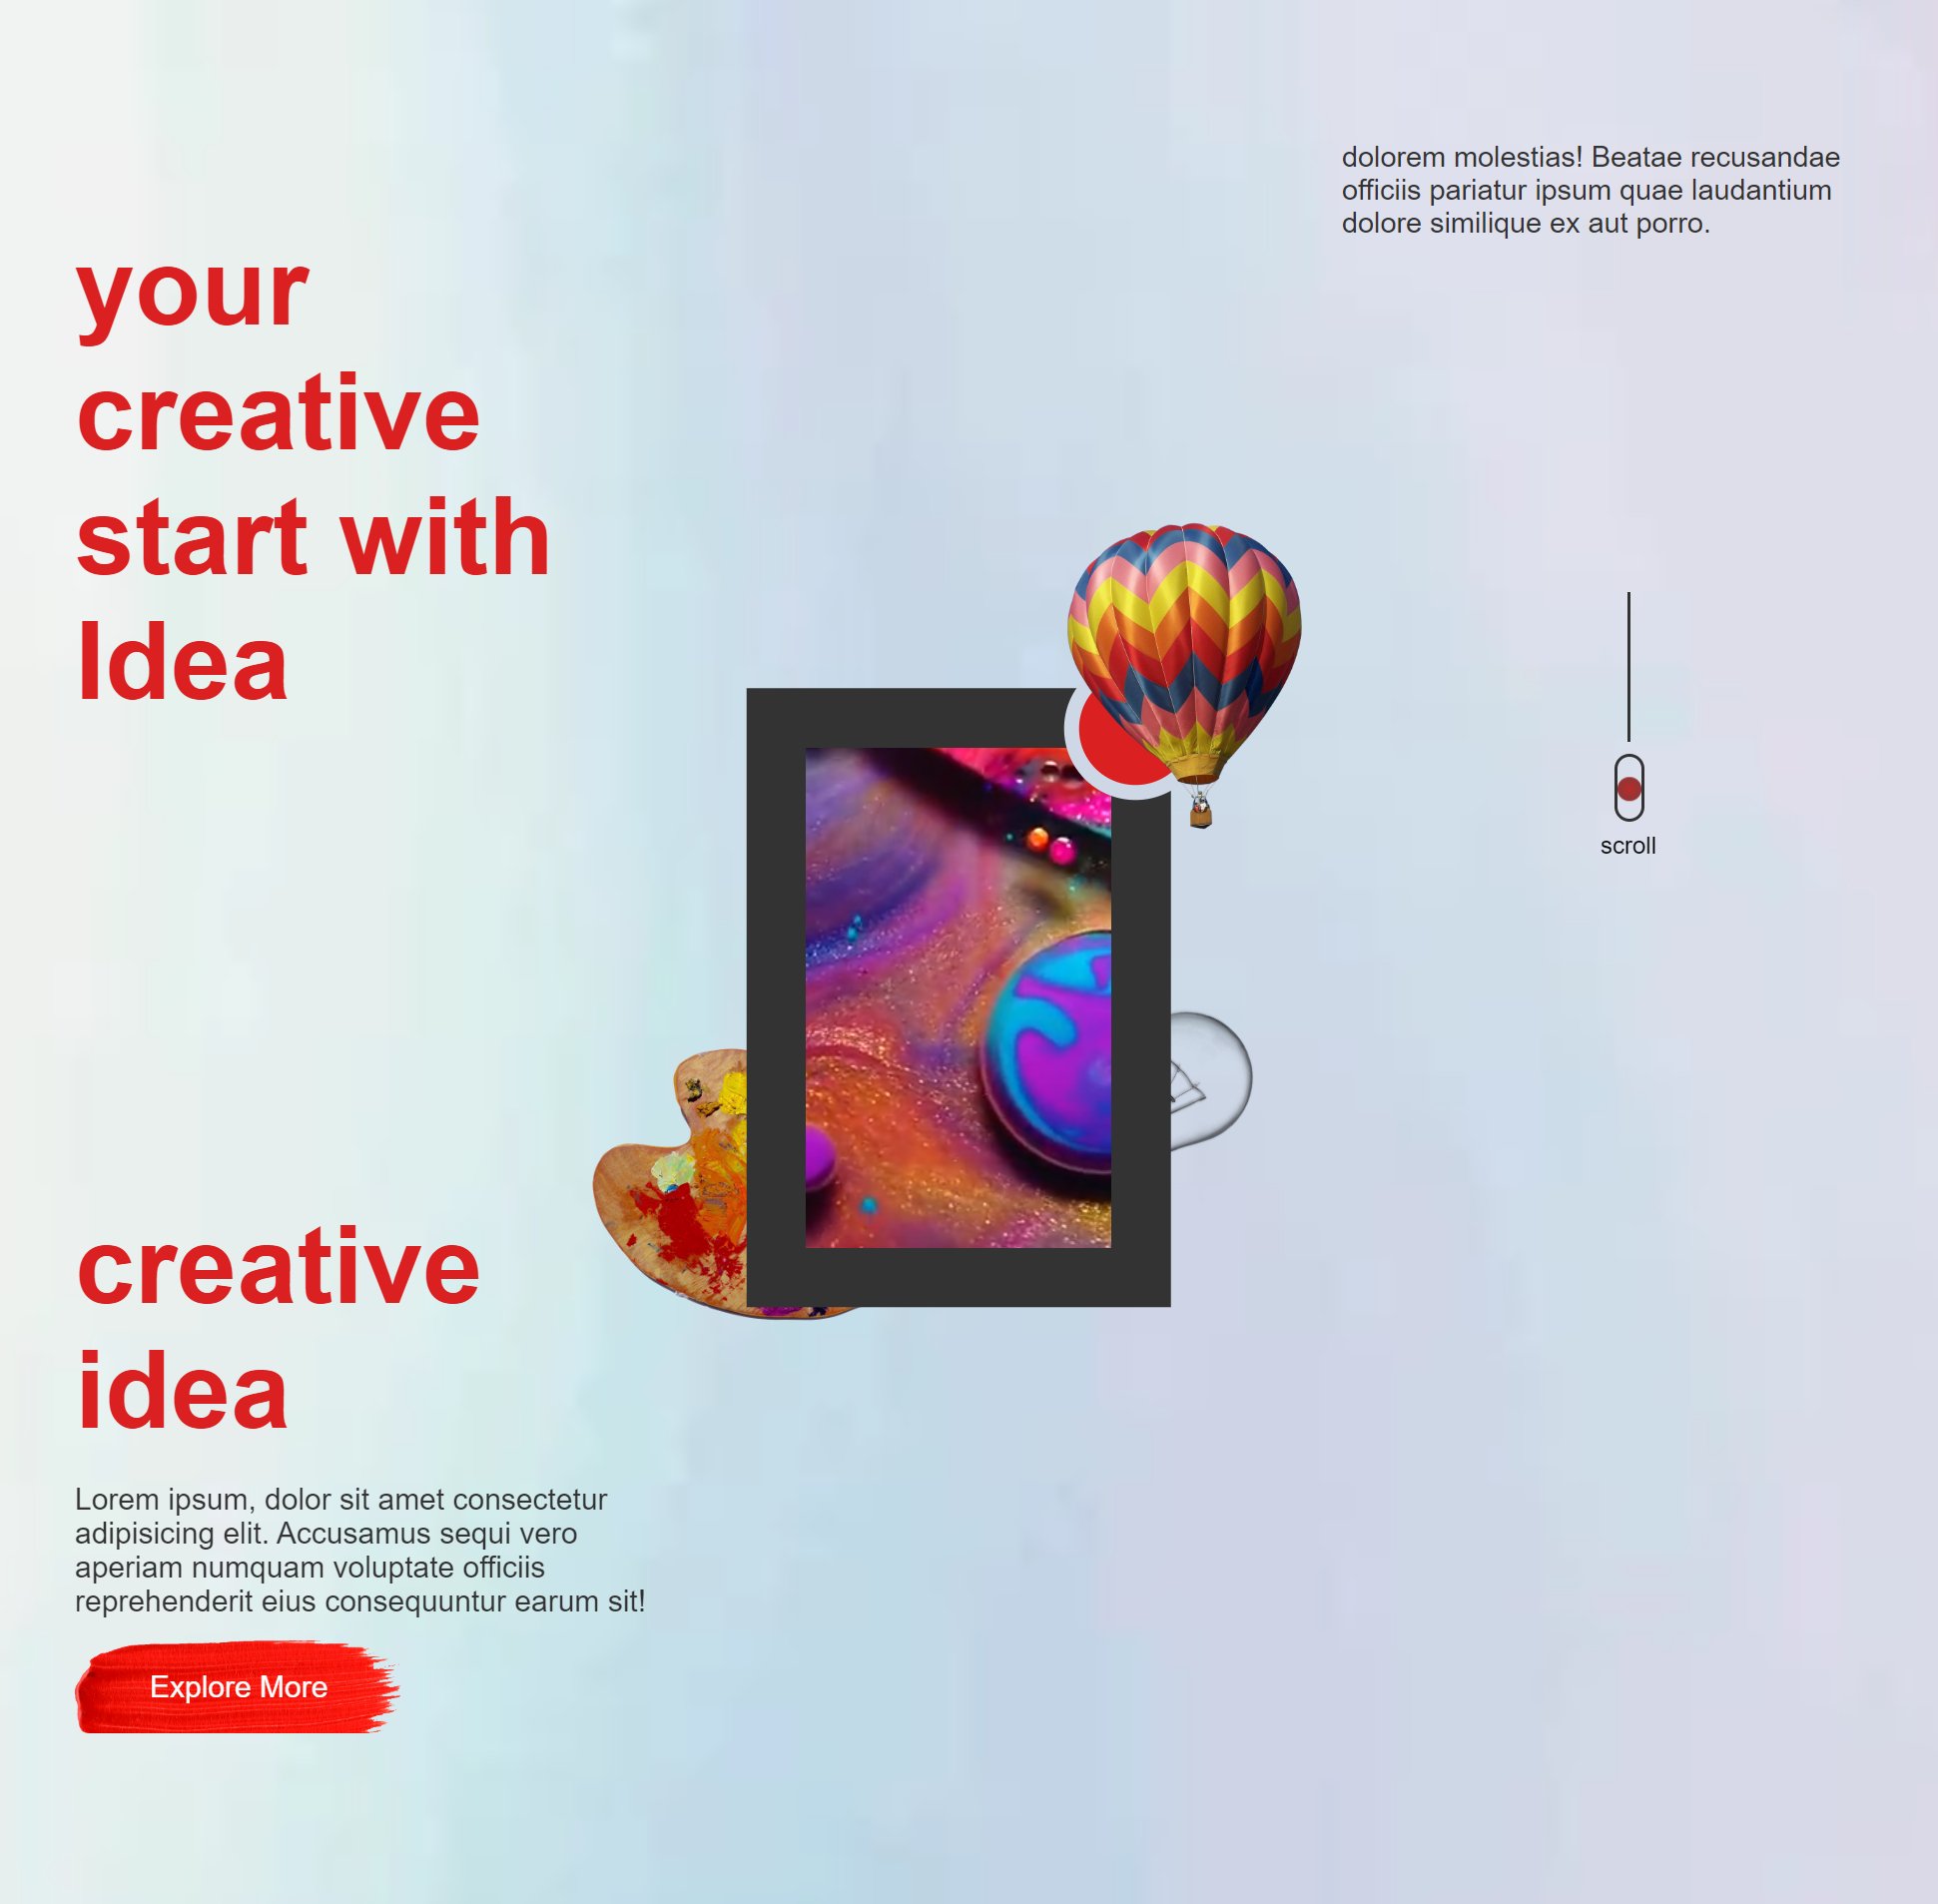 dolorem molestias! Beatae recusandae
officiis pariatur ipsum quae laudantium
dolore similique ex aut porro.
your
creative
start with
Idea
scroll
creative
idea
Lorem ipsum, dolor sit amet consectetur
adipisicing elit. Accusamus sequi vero
aperiam numquam voluptate officiis
reprehenderit eius consequuntur earum sit!
Explore More